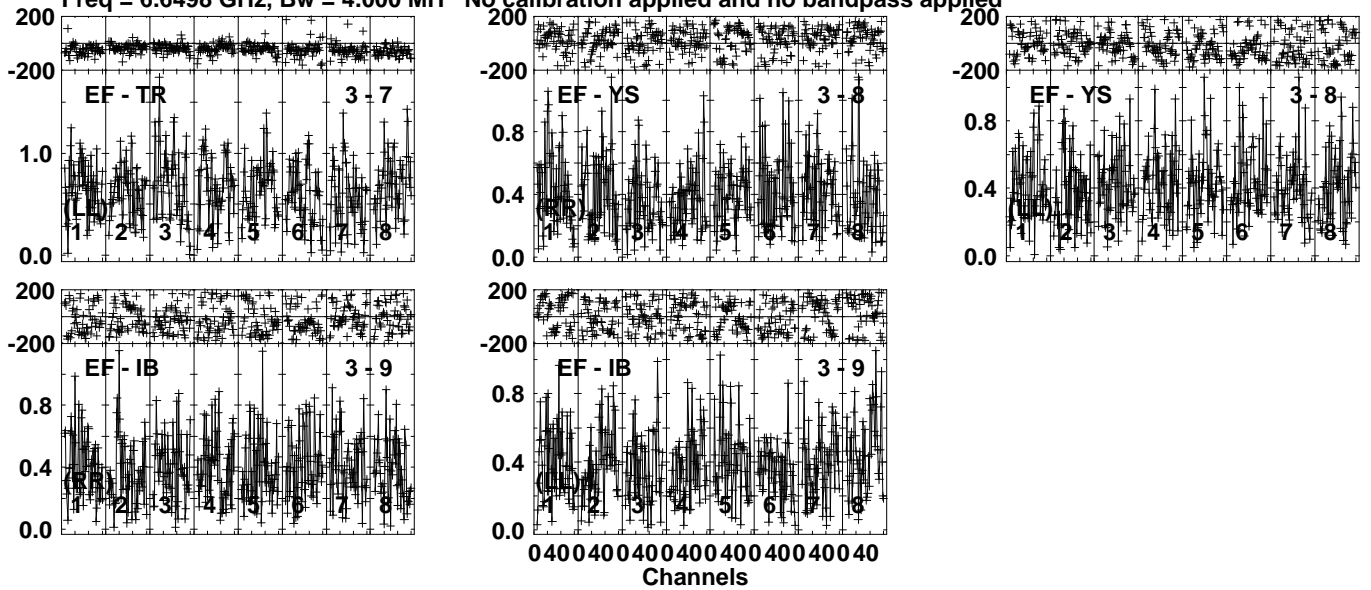 Freq = 6.6498 GHz, Bw = 4.000 MH No calibration applied and no bandpass applied
200
-200
EF - TR 3 - 7
1.0
(LL)
1 2 3 4 5 6 7 8
0.0
200
-200
EF - YS 3 - 8
0.8
0.4
(RR)
1 2 3 4 5 6 7 8
0.0
200
-200
EF - YS 3 - 8
0.8
0.4
(LL)
1 2 3 4 5 6 7 8
0.0
200
-200
EF - IB 3 - 9
0.8
0.4
(RR)
1 2 3 4 5 6 7 8
0.0
200
-200
EF - IB 3 - 9
0.8
0.4
(LL)
1 2 3 4 5 6 7 8
0.0
0 40 0 40 0 40 0 40 0 40 0 40 0 40 0 40
Channels